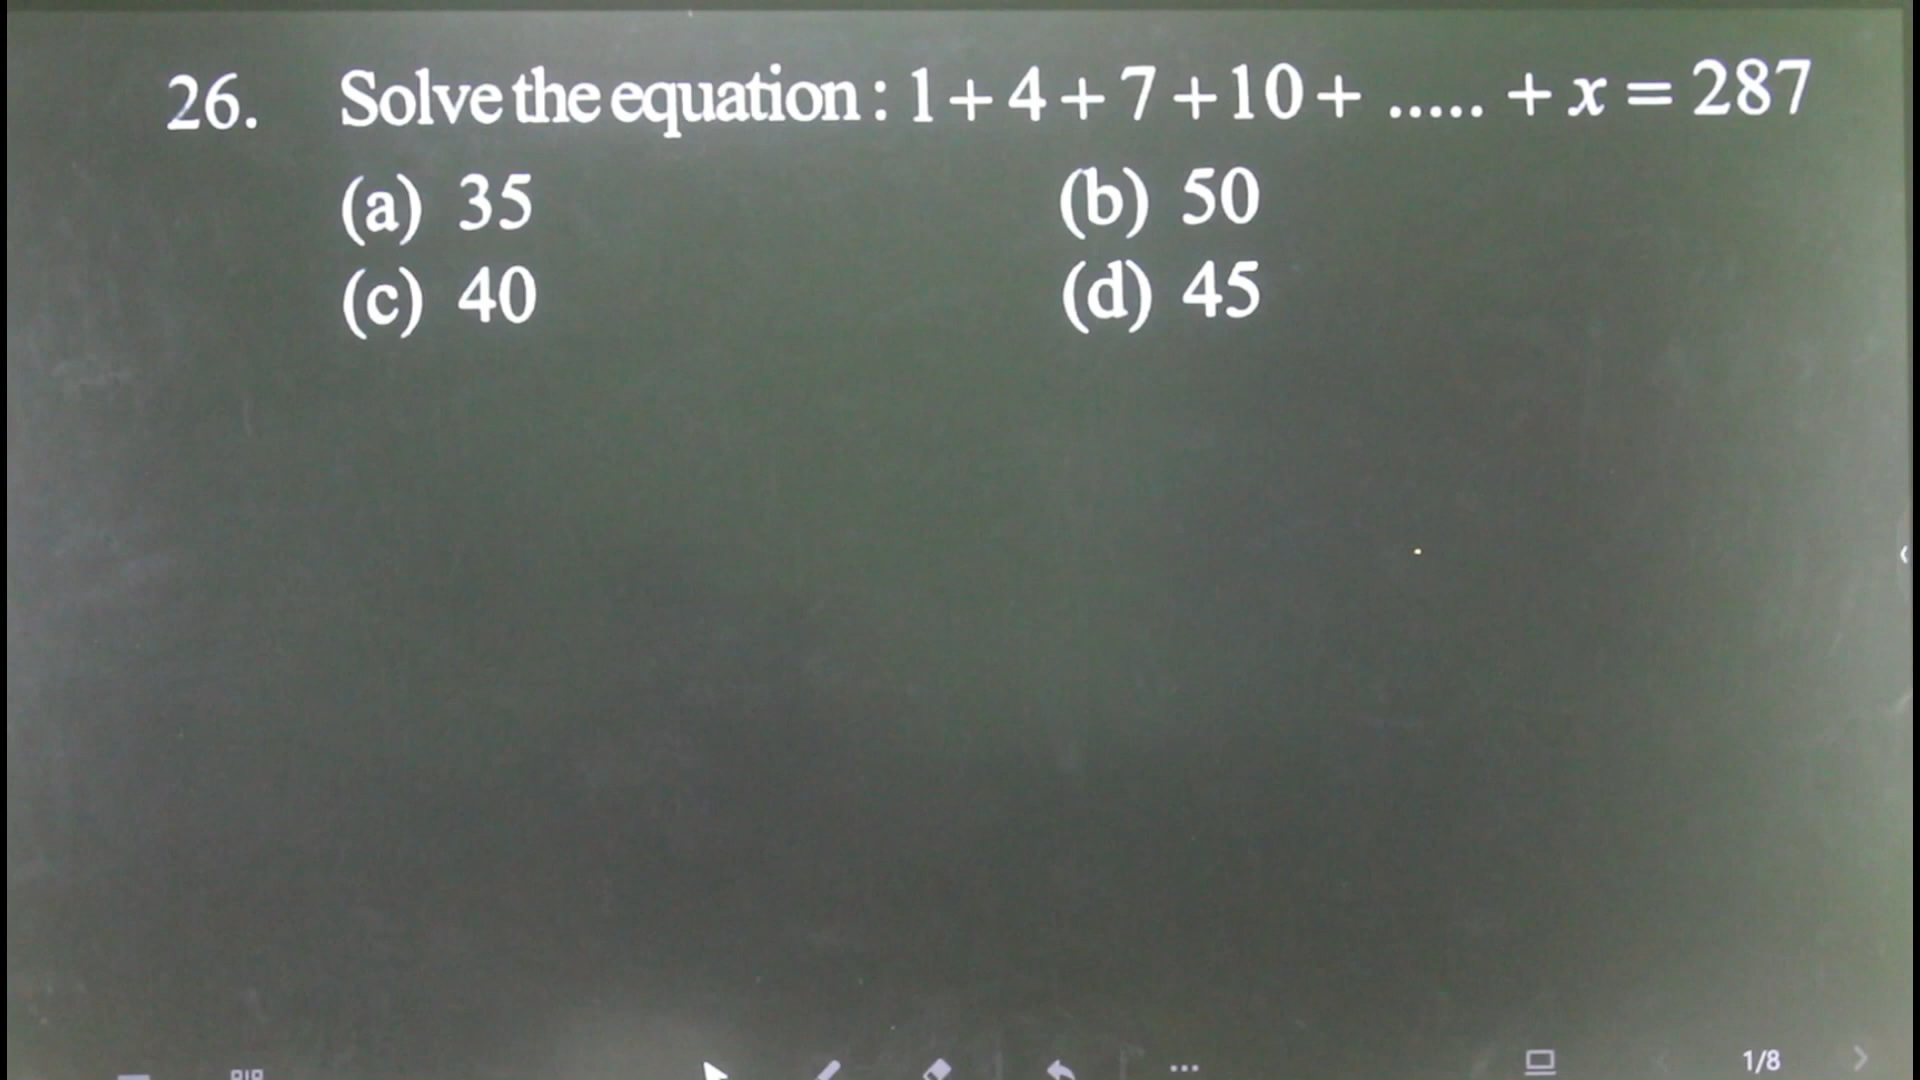 26. Solve the equation : 1 + 4 + 7 + 10 + ..... + x = 287
(a) 35 (b) 50
(c) 40 (d) 45
1/8